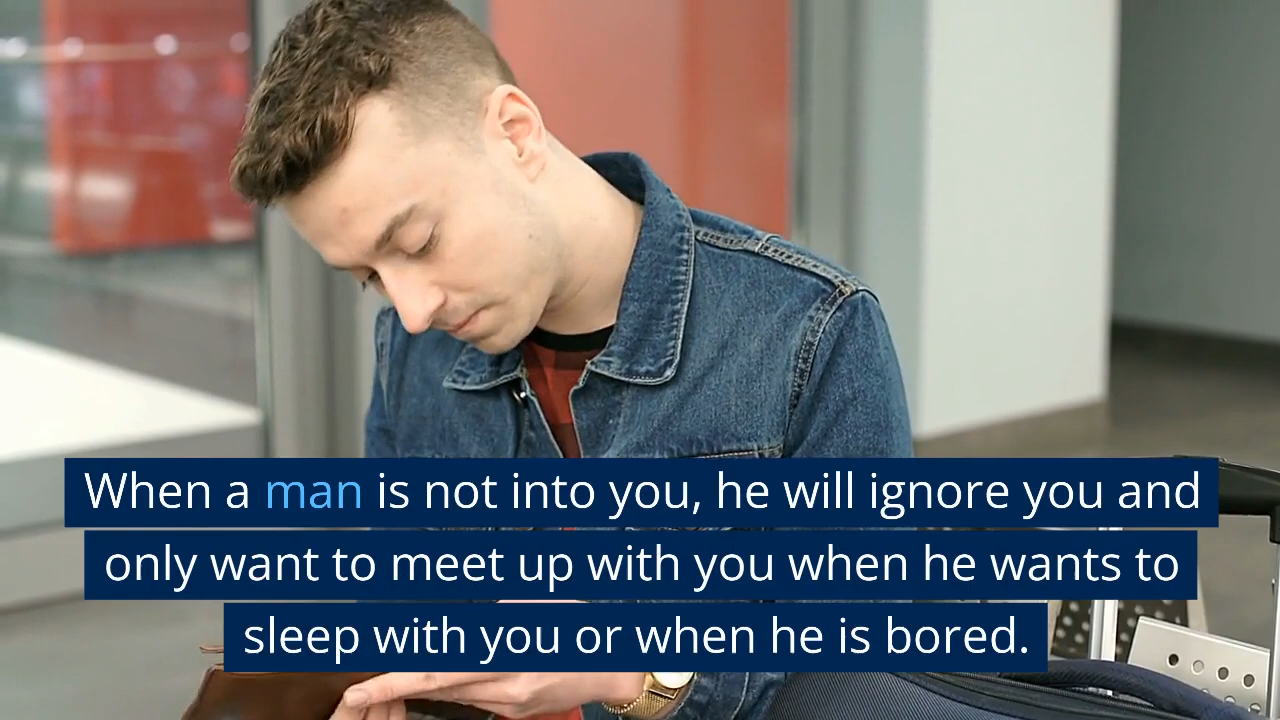 When a man is not into you, he will ignore you and
only want to meet up with you when he wants to
sleep with you or when he is bored.